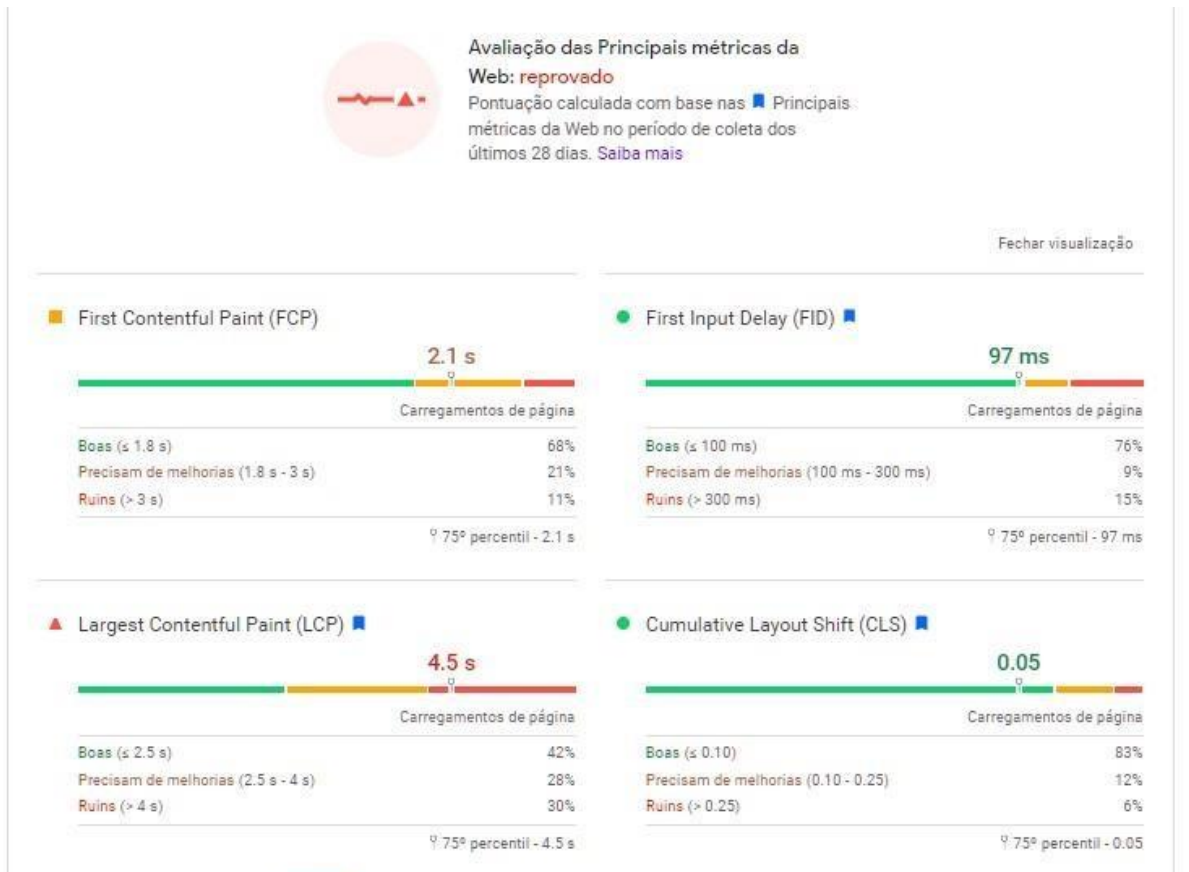 Avaliação das Principais métricas da
Web: reprovado
Pontuação calculada com base nas Principais
métricas da Web no período de coleta dos
últimos 28 dias. Saiba mais
Fechar visualização
First Contentful Paint (FCP)
2.1 s
Carregamentos de página
Boas (≤ 1.8 s) 68%
Precisam de melhorias (1.8 s - 3 s) 21%
Ruins (> 3 s) 11%
75º percentil - 2.1 s
First Input Delay (FID)
97 ms
Carregamentos de página
Boas (≤ 100 ms) 76%
Precisam de melhorias (100 ms - 300 ms) 9%
Ruins (> 300 ms) 15%
75º percentil - 97 ms
Largest Contentful Paint (LCP)
4.5 s
Carregamentos de página
Boas (≤ 2.5 s) 42%
Precisam de melhorias (2.5 s - 4 s) 28%
Ruins (> 4 s) 30%
75º percentil - 4.5 s
Cumulative Layout Shift (CLS)
0.05
Carregamentos de página
Boas (≤ 0.10) 83%
Precisam de melhorias (0.10 - 0.25) 12%
Ruins (> 0.25) 6%
75º percentil - 0.05